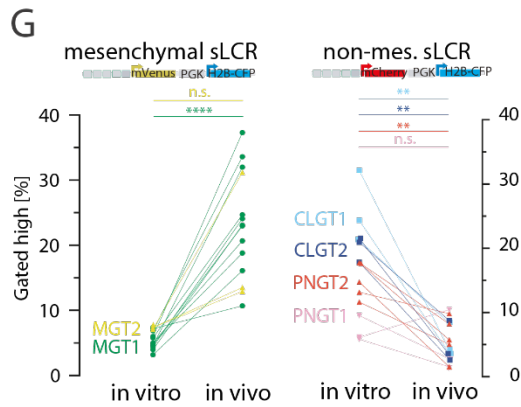 G
mesenchymal sLCR
mVenus PGK H2B-CFP
n.s.
****
Gated high [%]
40
30
20
10
0
MGT2
MGT1
in vitro in vivo
non-mes. sLCR
mCherry PGK H2B-CFP
**
**
**
n.s.
CLGT1
CLGT2
PNGT2
PNGT1
40
30
20
10
0
in vitro in vivo